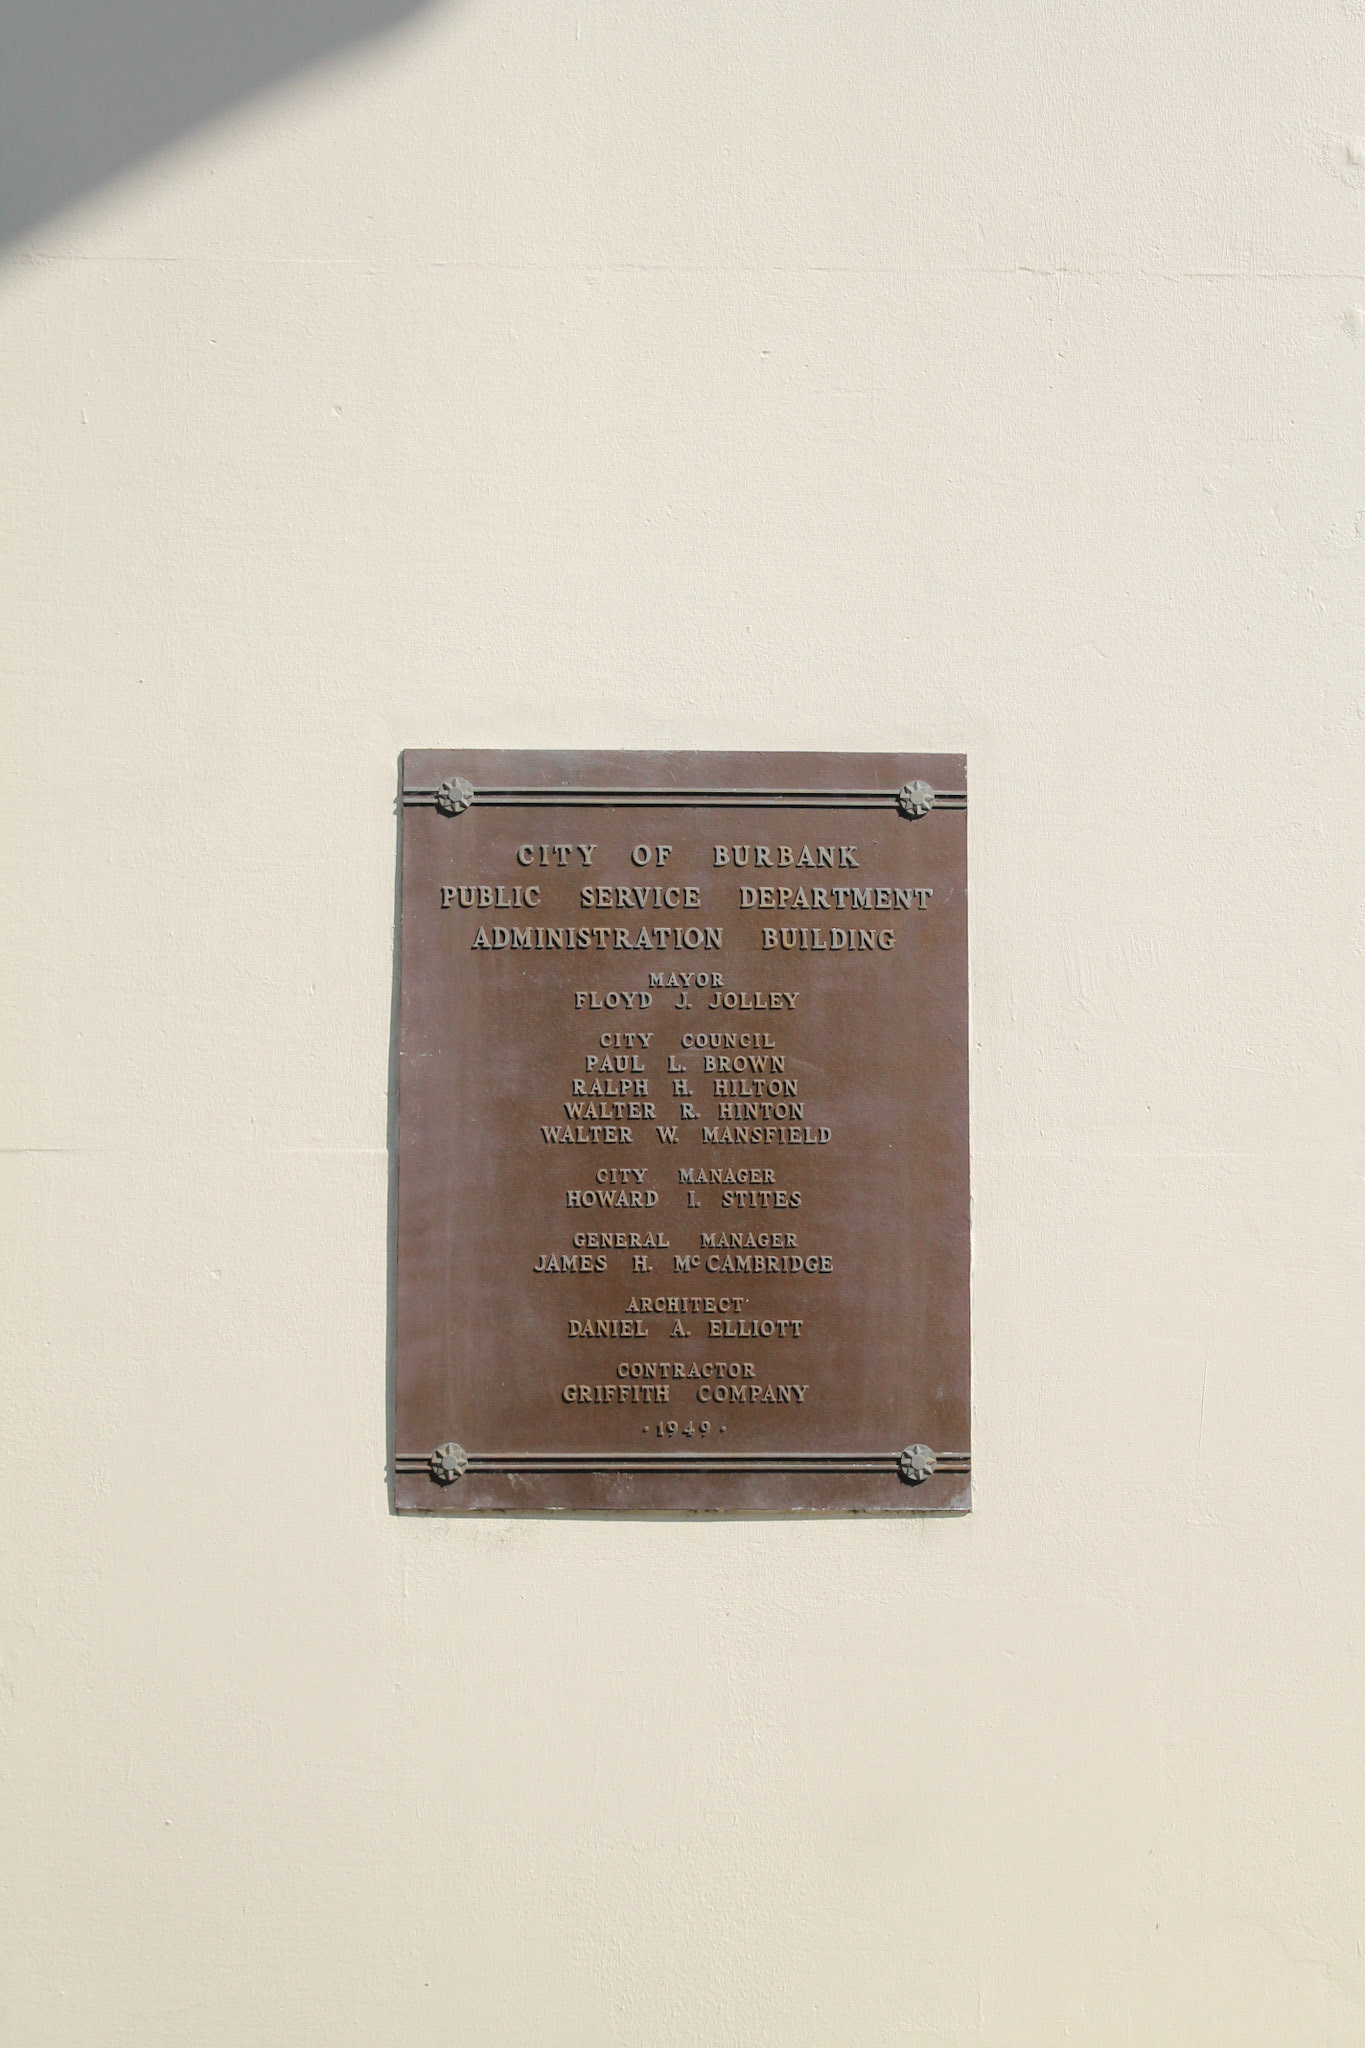 CITY OF BURBANK
PUBLIC SERVICE DEPARTMENT
ADMINISTRATION BUILDING
MAYOR
FLOYD J. JOLLEY
CITY COUNCIL
PAUL L. BROWN
RALPH H. HILTON
WALTER R. HINTON
WALTER W. MANSFIELD
CITY MANAGER
HOWARD I. STITES
GENERAL MANAGER
JAMES H. McCAMBRIDGE
ARCHITECT
DANIEL A. ELLIOTT
CONTRACTOR
GRIFFITH COMPANY
· 1949 ·